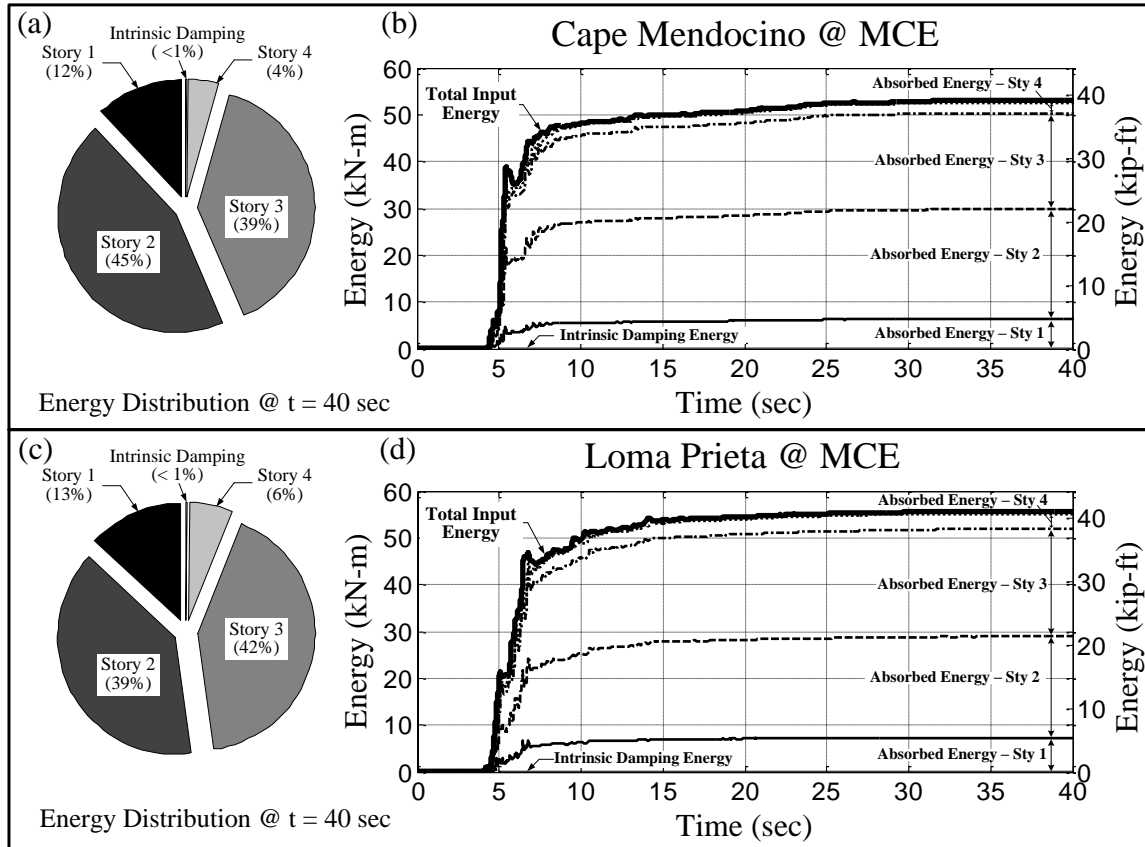 (a)
Intrinsic Damping
(<1%)
Story 1
(12%)
Story 4
(4%)
Story 3
(39%)
Story 2
(45%)
Energy Distribution @ t = 40 sec
(b)
Cape Mendocino @ MCE
Energy (kN-m)
60
50
40
30
20
10
0
Total Input
Energy
Absorbed Energy – Sty 4
Absorbed Energy – Sty 3
Absorbed Energy – Sty 2
Absorbed Energy – Sty 1
Intrinsic Damping Energy
40
30
20
10
0
Energy (kip-ft)
0 5 10 15 20 25 30 35 40
Time (sec)
(c)
Intrinsic Damping
(< 1%)
Story 1
(13%)
Story 4
(6%)
Story 3
(42%)
Story 2
(39%)
Energy Distribution @ t = 40 sec
(d)
Loma Prieta @ MCE
Energy (kN-m)
60
50
40
30
20
10
0
Total Input
Energy
Absorbed Energy – Sty 4
Absorbed Energy – Sty 3
Absorbed Energy – Sty 2
Absorbed Energy – Sty 1
Intrinsic Damping Energy
40
30
20
10
0
Energy (kip-ft)
0 5 10 15 20 25 30 35 40
Time (sec)